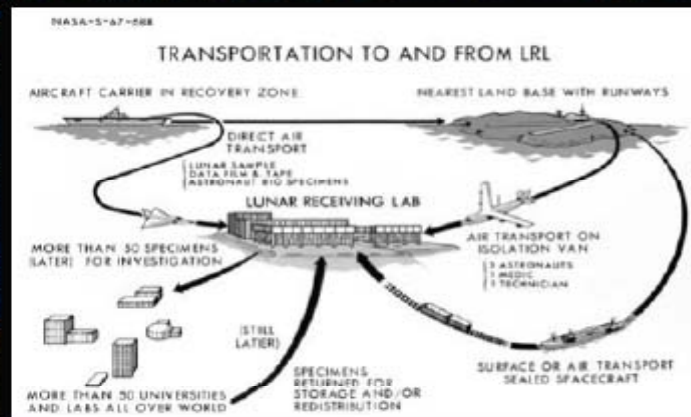 NASA-S-67-688
TRANSPORTATION TO AND FROM LRL
AIRCRAFT CARRIER IN RECOVERY ZONE
NEAREST LAND BASE WITH RUNWAYS
DIRECT AIR
TRANSPORT
LUNAR SAMPLE
DATA FILM & TAPE
ASTRONAUT BIO SPECIMENS
LUNAR RECEIVING LAB
MORE THAN 50 SPECIMENS
(LATER) FOR INVESTIGATION
AIR TRANSPORT ON
ISOLATION VAN
3 ASTRONAUTS
1 MEDIC
1 TECHNICIAN
(STILL
LATER)
SPECIMENS
RETURNED FOR
STORAGE AND/OR
REDISTRIBUTION
SURFACE OR AIR TRANSPORT
SEALED SPACECRAFT
MORE THAN 50 UNIVERSITIES
AND LABS ALL OVER WORLD